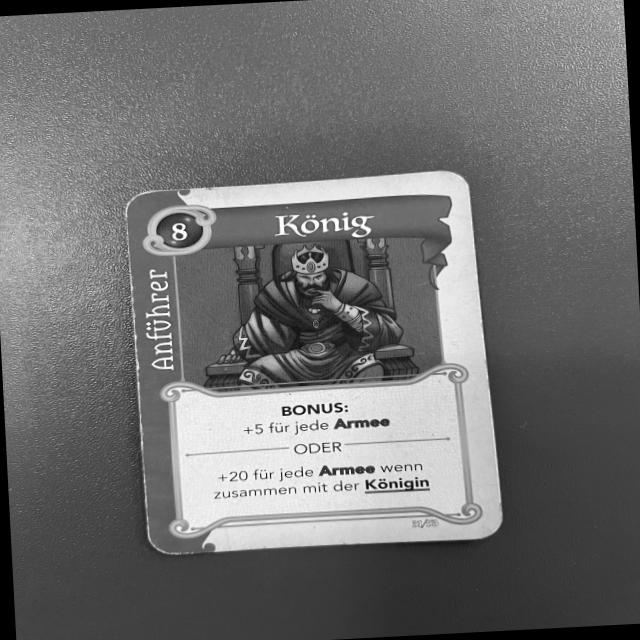 8
König
Anführer
BONUS:
+5 für jede Armee
ODER
+20 für jede Armee wenn
zusammen mit der Königin